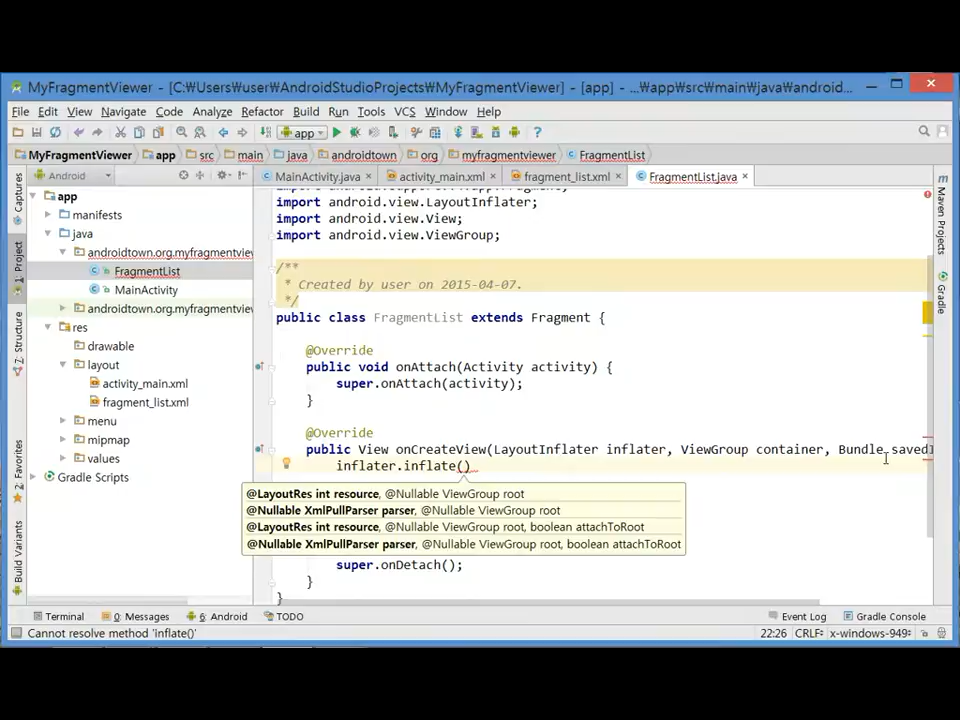 MyFragmentViewer - [C:₩Users₩user₩AndroidStudioProjects₩MyFragmentViewer] - [app] - ...₩app₩src₩main₩java₩android...
File Edit View Navigate Code Analyze Refactor Build Run Tools VCS Window Help
app
MyFragmentViewer app src main java androidtown org myfragmentviewer FragmentList
Android MainActivity.java activity_main.xml fragment_list.xml FragmentList.java
Captures
1: Project
7: Structure
Favorites
Build Variants
app
manifests
java
androidtown.org.myfragmentview
FragmentList
MainActivity
androidtown.org.myfragmentview
res
drawable
layout
activity_main.xml
fragment_list.xml
menu
mipmap
values
Gradle Scripts
import android.view.LayoutInflater;
import android.view.View;
import android.view.ViewGroup;
/**
* Created by user on 2015-04-07.
*/
public class FragmentList extends Fragment {
@Override
public void onAttach(Activity activity) {
super.onAttach(activity);
}
@Override
public View onCreateView(LayoutInflater inflater, ViewGroup container, Bundle savedI
inflater.inflate()
@LayoutRes int resource, @Nullable ViewGroup root
@Nullable XmlPullParser parser, @Nullable ViewGroup root
@LayoutRes int resource, @Nullable ViewGroup root, boolean attachToRoot
@Nullable XmlPullParser parser, @Nullable ViewGroup root, boolean attachToRoot
super.onDetach();
}
}
Maven Projects
Gradle
Terminal 0: Messages 6: Android TODO Event Log Gradle Console
Cannot resolve method 'inflate()' 22:26 CRLF÷ x-windows-949÷